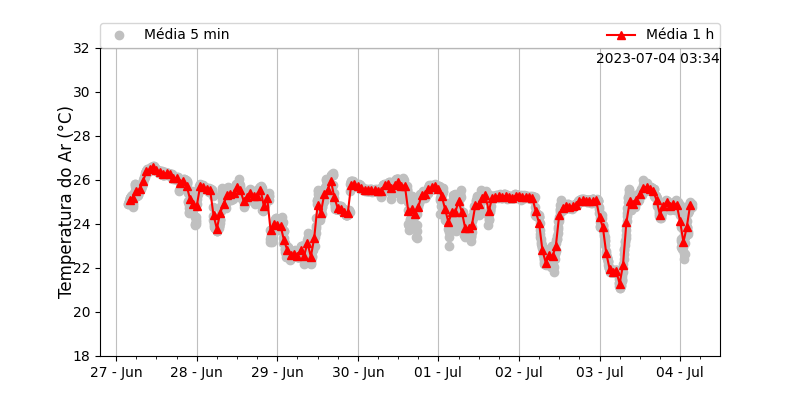 Média 5 min
Média 1 h
2023-07-04 03:34
Temperatura do Ar (°C)
32
30
28
26
24
22
20
18
27 - Jun
28 - Jun
29 - Jun
30 - Jun
01 - Jul
02 - Jul
03 - Jul
04 - Jul